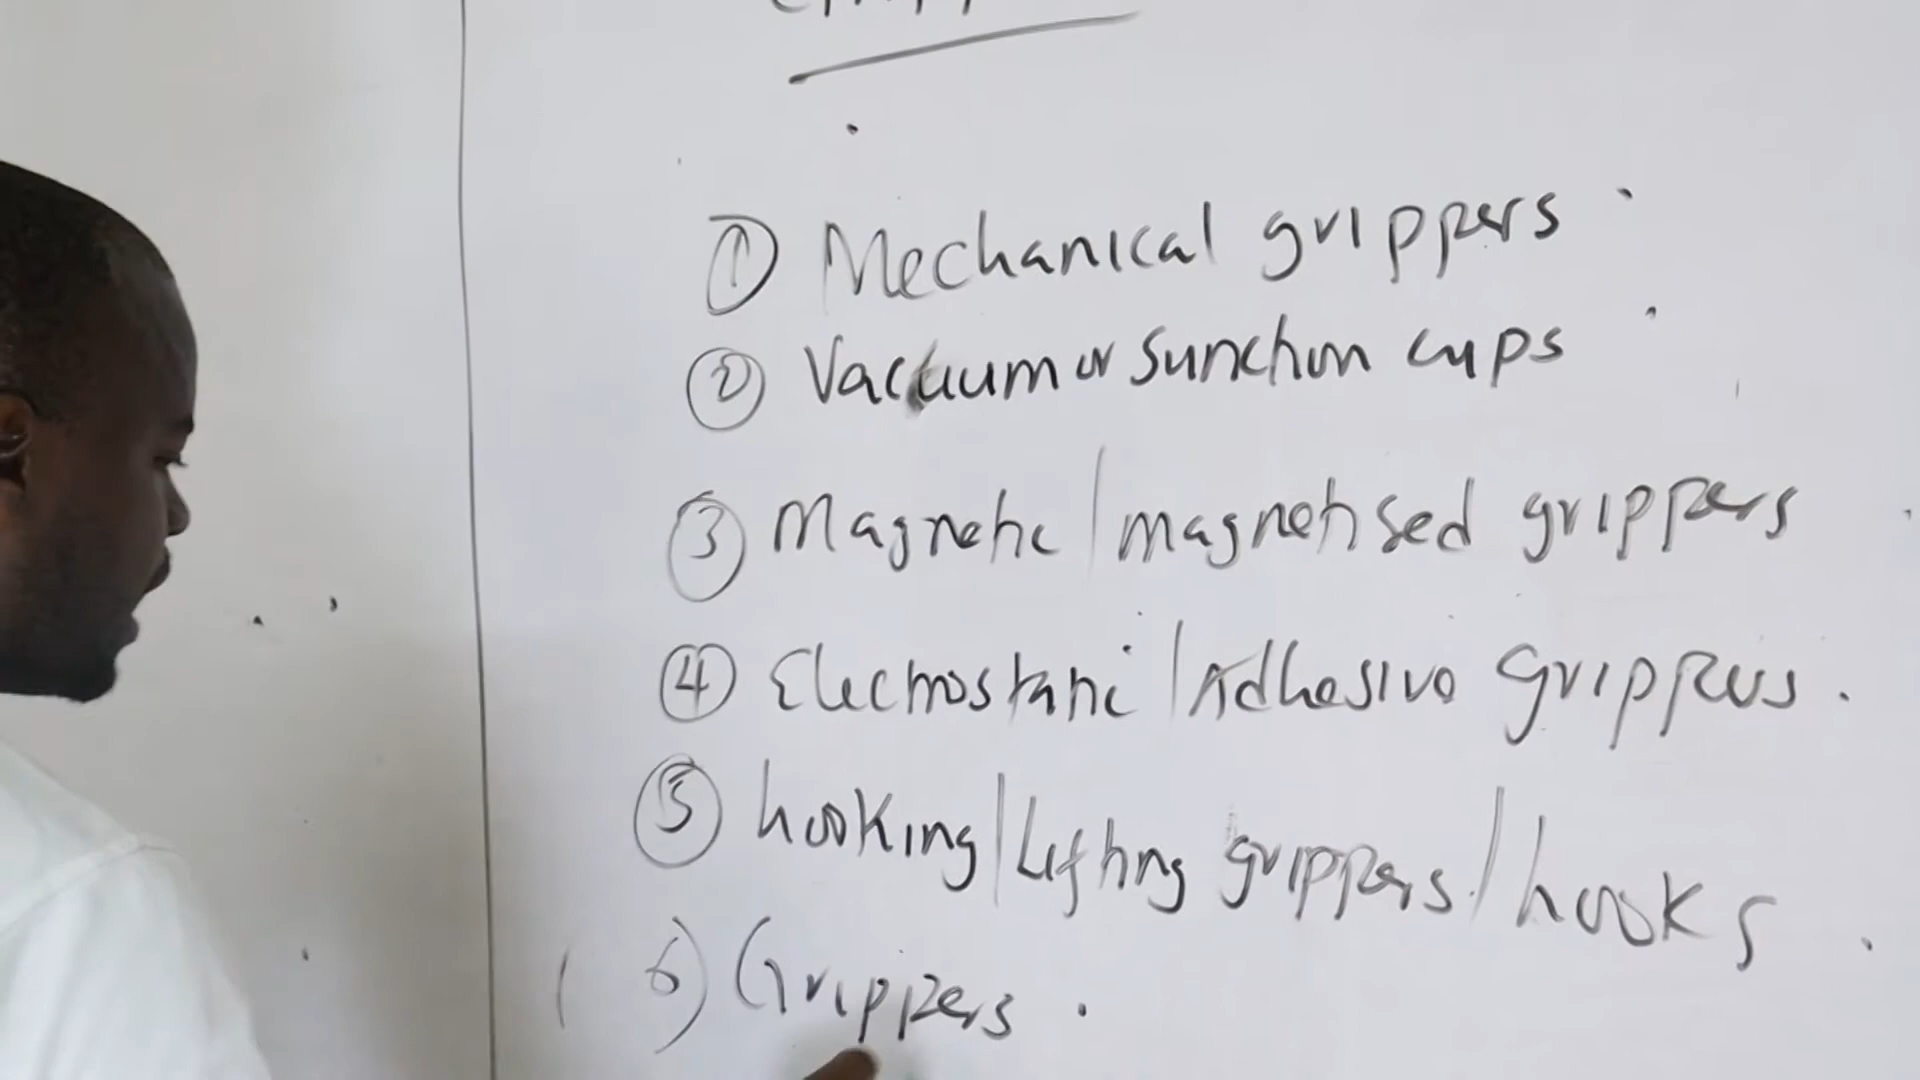 ① Mechanical grippers
② Vacuum or Sunction cups
③ Magnetic / magnetised grippers
④ Electrostatic / Adhesive Grippers.
⑤ hooking / Lifting grippers / hooks
6) Grippers.